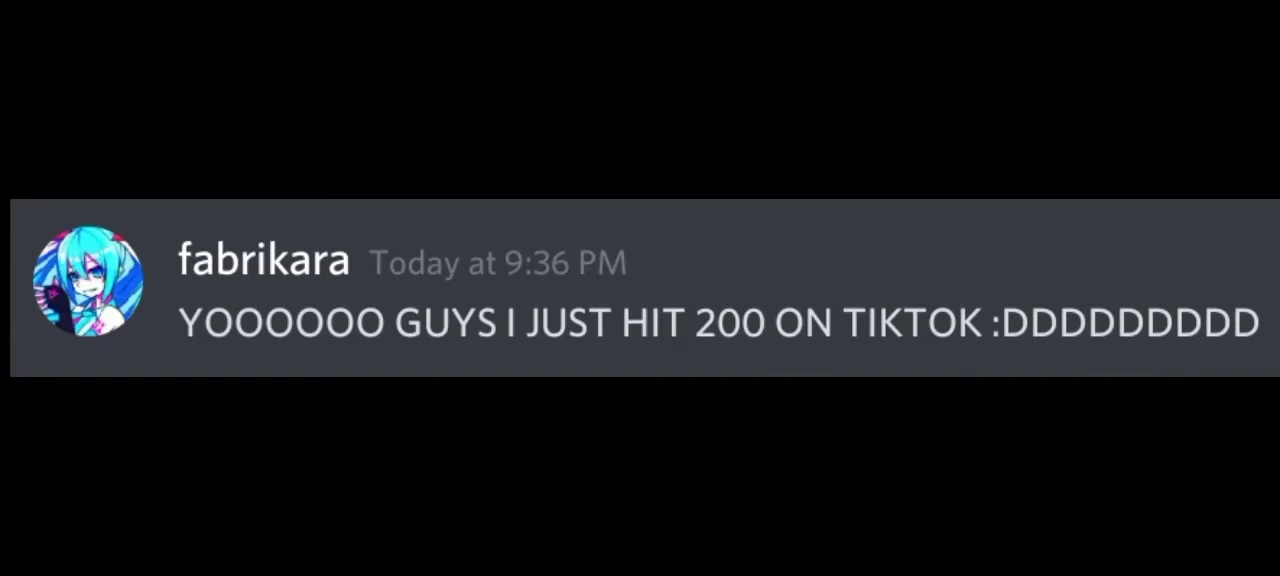 fabrikara Today at 9:36 PM
YOOOOOO GUYS I JUST HIT 200 ON TIKTOK :DDDDDDDDD